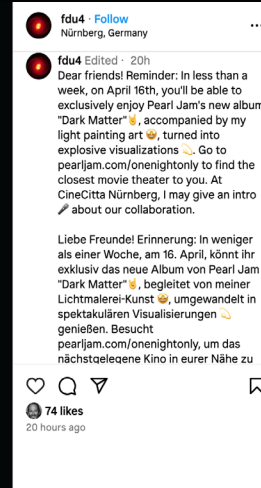 fdu4 · Follow
Nürnberg, Germany
fdu4 Edited · 20h
Dear friends! Reminder: In less than a
week, on April 16th, you'll be able to
exclusively enjoy Pearl Jam's new album
"Dark Matter"🤘, accompanied by my
light painting art 🤩, turned into
explosive visualizations 💫. Go to
pearljam.com/onenightonly to find the
closest movie theater to you. At
CineCitta Nürnberg, I may give an intro
🎤 about our collaboration.
Liebe Freunde! Erinnerung: In weniger
als einer Woche, am 16. April, könnt ihr
exklusiv das neue Album von Pearl Jam
"Dark Matter"🤘, begleitet von meiner
Lichtmalerei-Kunst 🤩, umgewandelt in
spektakulären Visualisierungen 💫
genießen. Besucht
pearljam.com/onenightonly, um das
nächstgelegene Kino in eurer Nähe zu
74 likes
20 hours ago